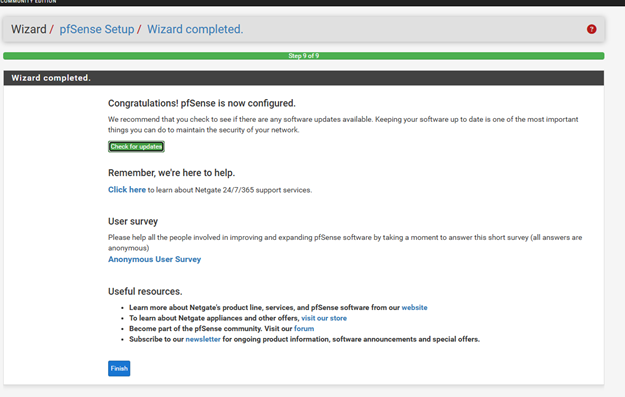 COMMUNITY EDITION
Wizard / pfSense Setup / Wizard completed.
?
Step 9 of 9
Wizard completed.
Congratulations! pfSense is now configured.
We recommend that you check to see if there are any software updates available. Keeping your software up to date is one of the most important
things you can do to maintain the security of your network.
Check for updates
Remember, we're here to help.
Click here to learn about Netgate 24/7/365 support services.
User survey
Please help all the people involved in improving and expanding pfSense software by taking a moment to answer this short survey (all answers are
anonymous)
Anonymous User Survey
Useful resources.
• Learn more about Netgate's product line, services, and pfSense software from our website
• To learn about Netgate appliances and other offers, visit our store
• Become part of the pfSense community. Visit our forum
• Subscribe to our newsletter for ongoing product information, software announcements and special offers.
Finish